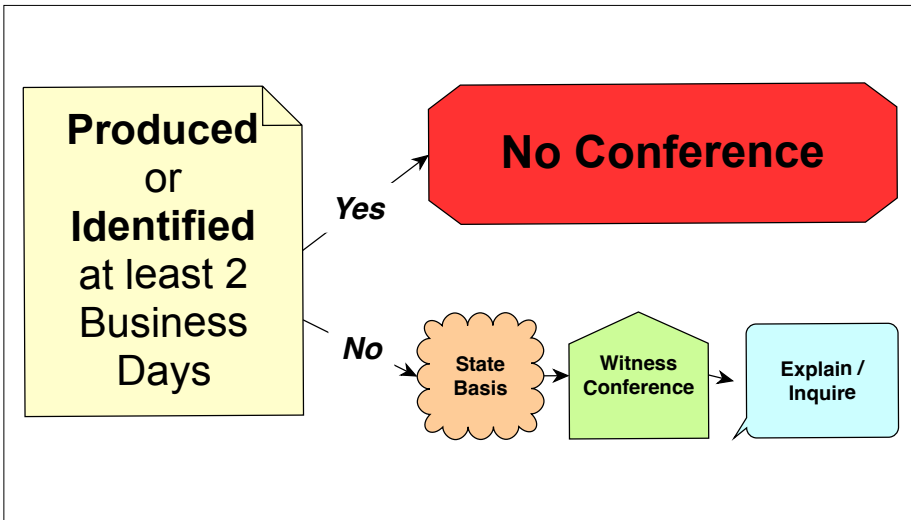 Produced
or
Identified
at least 2
Business
Days
Yes
No Conference
No
State
Basis
Witness
Conference
Explain /
Inquire